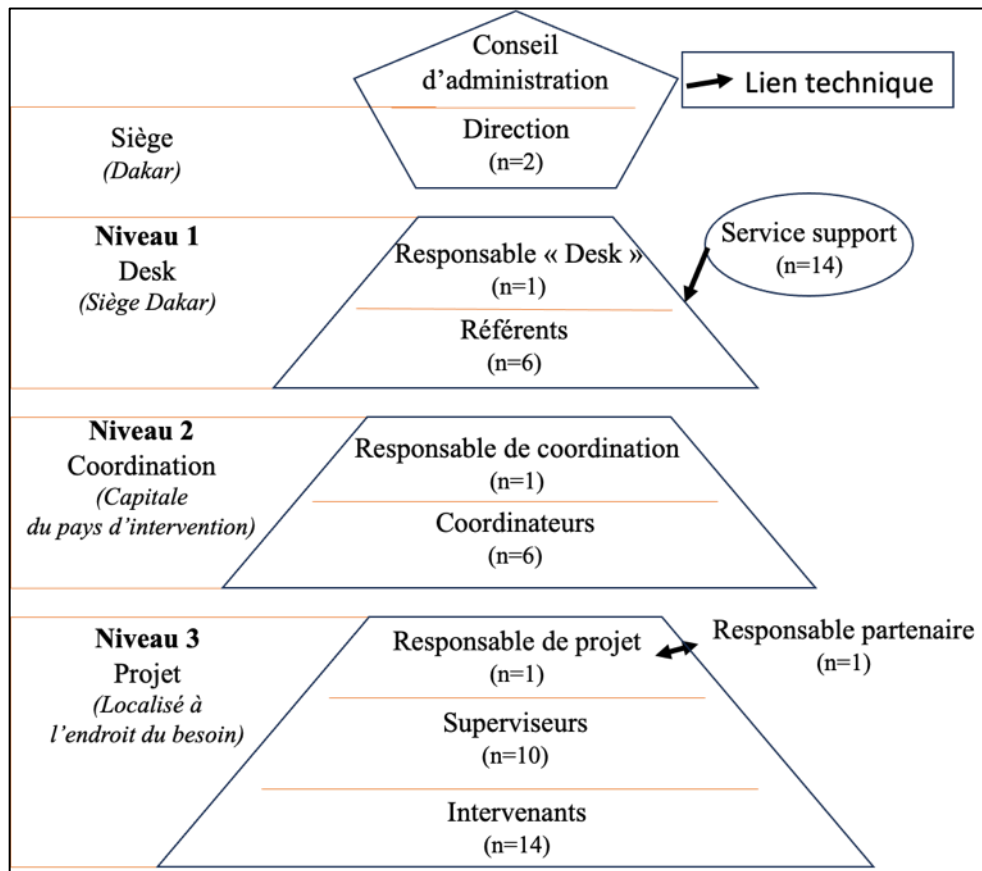 Conseil
d’administration
Lien technique
Direction
(n=2)
Siège
(Dakar)
Niveau 1
Desk
(Siège Dakar)
Responsable « Desk »
(n=1)
Référents
(n=6)
Service support
(n=14)
Niveau 2
Coordination
(Capitale
du pays d’intervention)
Responsable de coordination
(n=1)
Coordinateurs
(n=6)
Niveau 3
Projet
(Localisé à
l’endroit du besoin)
Responsable de projet
(n=1)
Responsable partenaire
(n=1)
Superviseurs
(n=10)
Intervenants
(n=14)